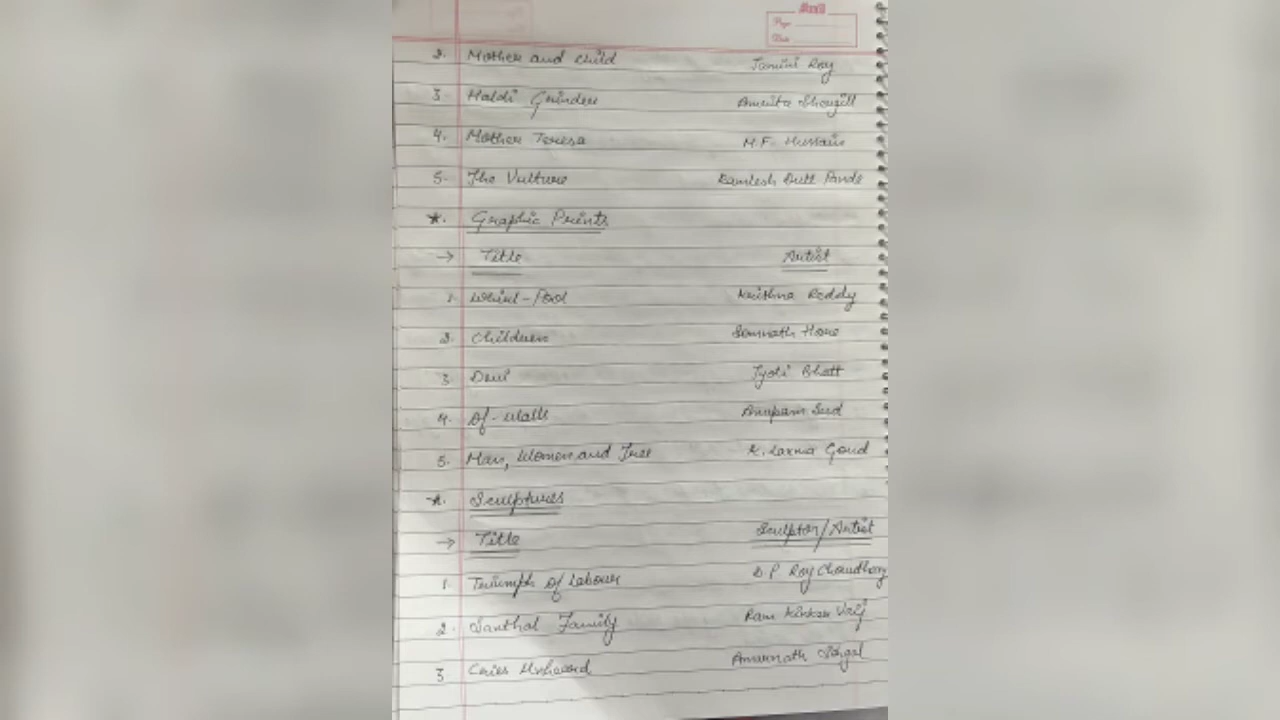 Page
Date
2. Mother and child Jamini Roy
3. Haldi Grinder Amrita Shergill
4. Mother Teresa M.F. Hussain
5. The Vulture Kamlesh Dutt Pande
*. Graphic Prints
→ Title Artist
1. Whirl-Pool Krishna Reddy
2. Children Somnath Hore
3. Devi Jyoti Bhatt
4. Of-Walls Anupam Sud
5. Man, Women and Tree K. Laxma Goud
*. Sculptures
→ Title Sculptor/Artist
1. Triumph of Labour D.P Roy Choudhary
2. Santhal Family Ram Kinkar Vaij
3 Cries Unheard Amarnath Sehgal